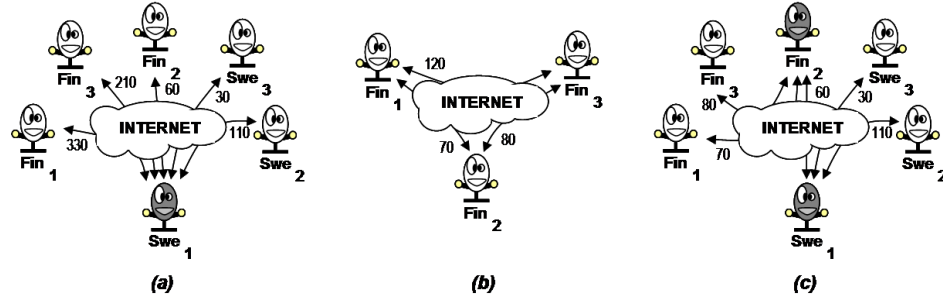 Fin 3
Fin 2
Swe 3
210
60
30
INTERNET
330
110
Fin 1
Swe 2
Swe 1
(a)
120
Fin 1
INTERNET
Fin 3
70
80
Fin 2
(b)
Fin 3
Fin 2
Swe 3
80
60
30
INTERNET
70
110
Fin 1
Swe 2
Swe 1
(c)